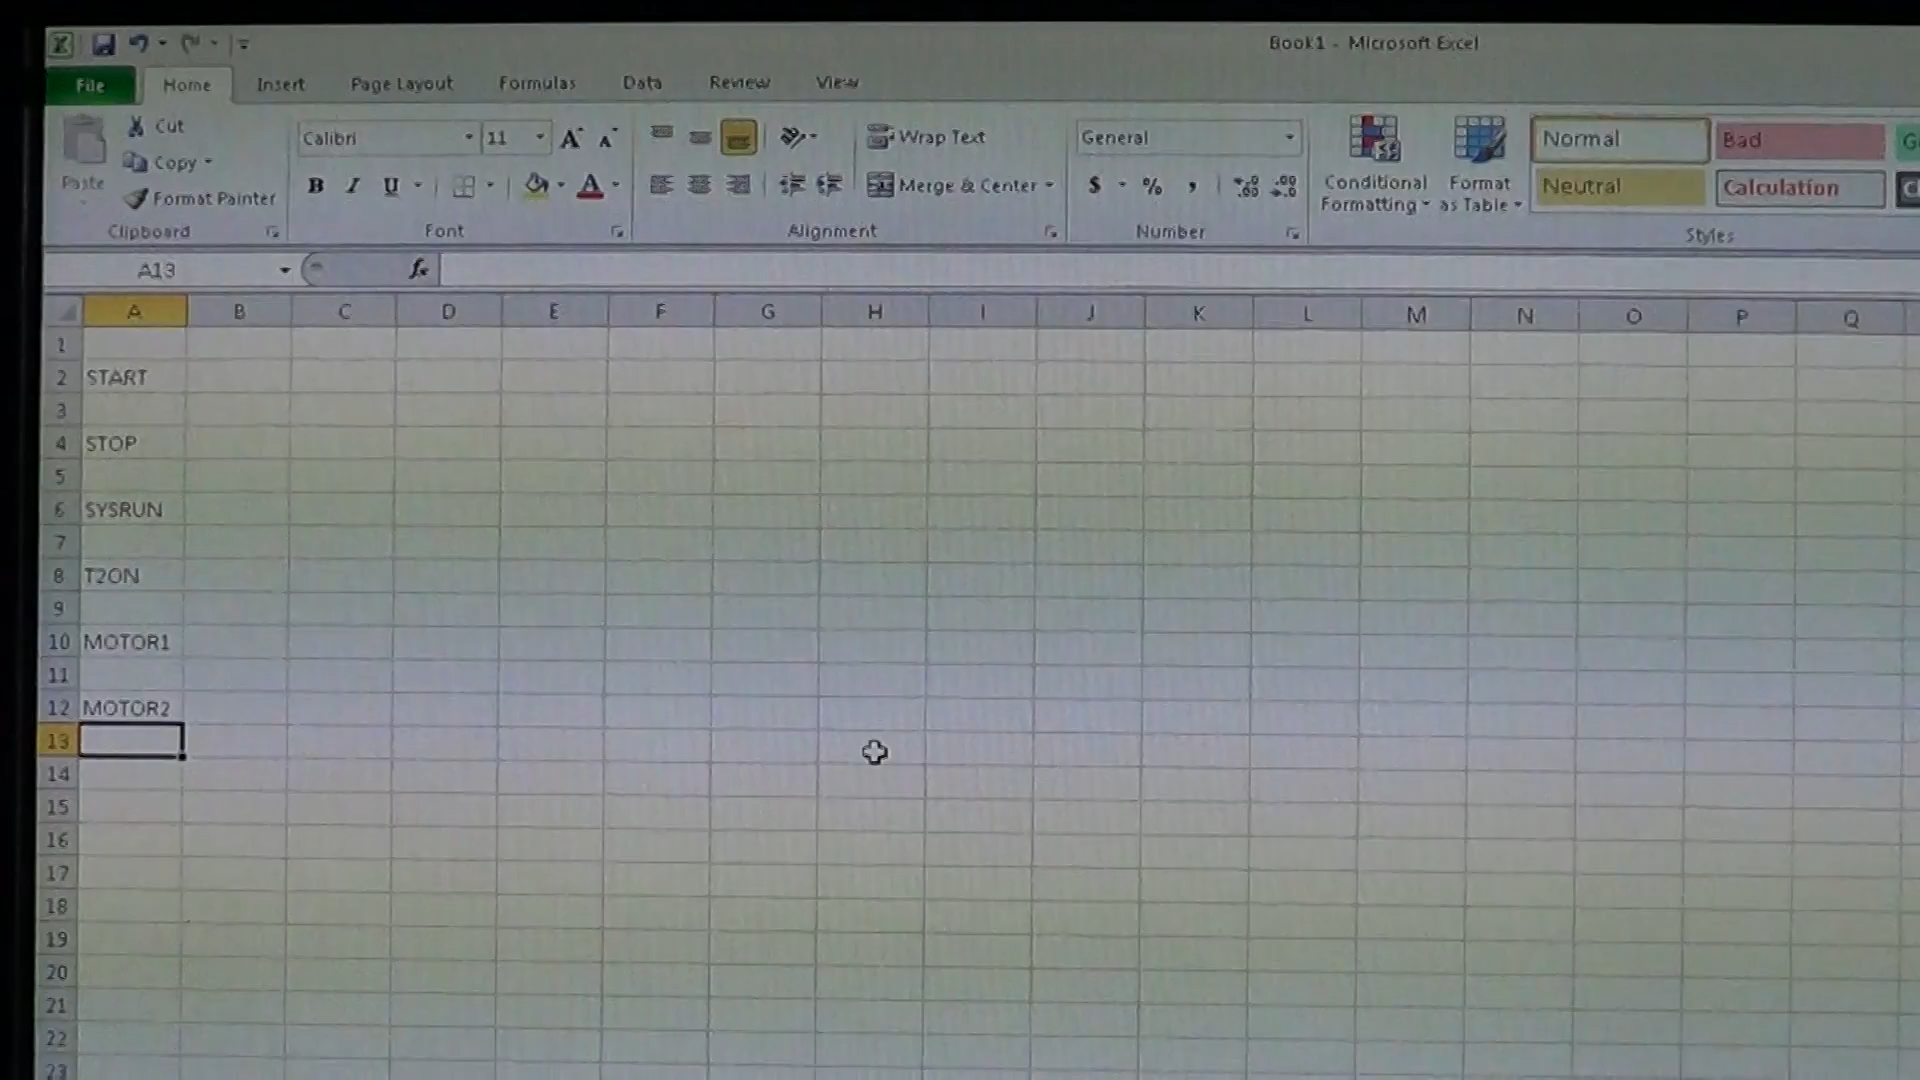 Book1 - Microsoft Excel
File Home Insert Page Layout Formulas Data Review View
Paste
Cut
Copy
Format Painter
Clipboard
Calibri 11
B I U
Font
Wrap Text
Merge & Center
Alignment
General
$ % ,
Number
Conditional Formatting
Format as Table
Normal Bad
Neutral Calculation
Styles
A13 fx
A B C D E F G H I J K L M N O P Q
1
2 START
3
4 STOP
5
6 SYSRUN
7
8 T2ON
9
10 MOTOR1
11
12 MOTOR2
13
14
15
16
17
18
19
20
21
22
23